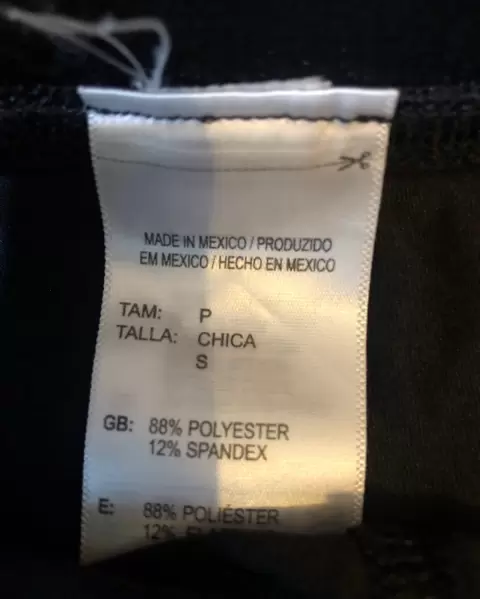 MADE IN MEXICO / PRODUZIDO
EM MEXICO / HECHO EN MEXICO
TAM: P
TALLA: CHICA
S
GB: 88% POLYESTER
12% SPANDEX
E: 88% POLIÉSTER
12%